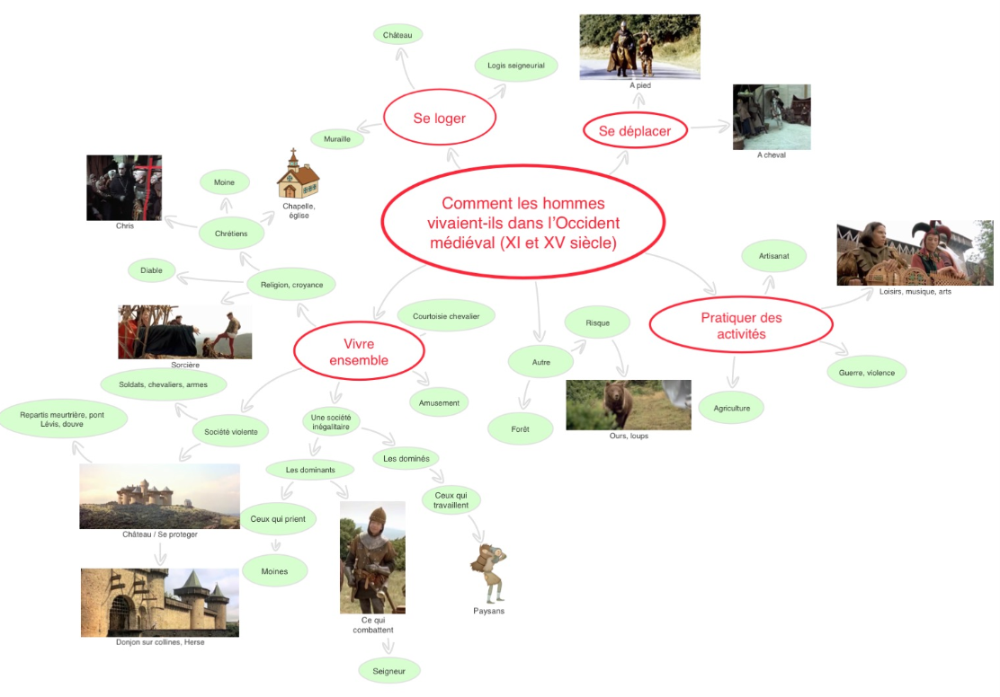 Château
Logis seigneurial
A pied
Se loger
Se déplacer
Muraille
A cheval
Comment les hommes
vivaient-ils dans l'Occident
médiéval (XI et XV siècle)
Moine
Chapelle,
église
Chris
Chrétiens
Diable
Religion, croyance
Artisanat
Loisirs, musique, arts
Courtoisie chevalier
Risque
Pratiquer des
activités
Vivre
ensemble
Sorcière
Autre
Guerre, violence
Soldats, chevaliers, armes
Amusement
Agriculture
Repartis meurtrière, pont
Lévis, douve
Société violente
Une société
inégalitaire
Forêt
Ours, loups
Les dominants
Les dominés
Ceux qui
travaillent
Ceux qui prient
Château / Se proteger
Moines
Paysans
Ce qui
combattent
Donjon sur collines, Herse
Seigneur